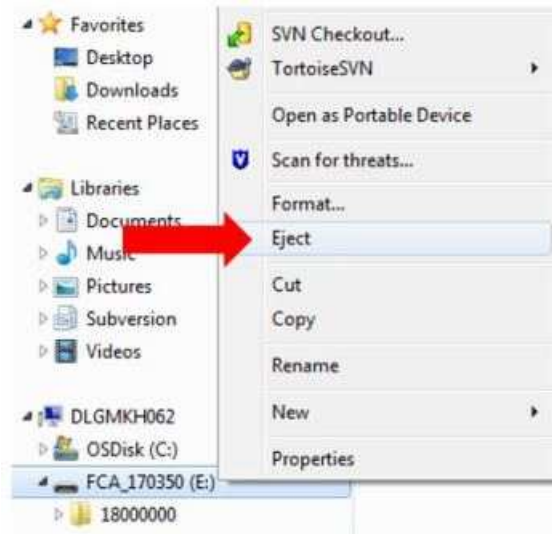 Favorites
Desktop
Downloads
Recent Places
Libraries
Documents
Music
Pictures
Subversion
Videos
DLGMKH062
OSDisk (C:)
FCA_170350 (E:)
18000000
SVN Checkout...
TortoiseSVN
Open as Portable Device
Scan for threats...
Format...
Eject
Cut
Copy
Rename
New
Properties